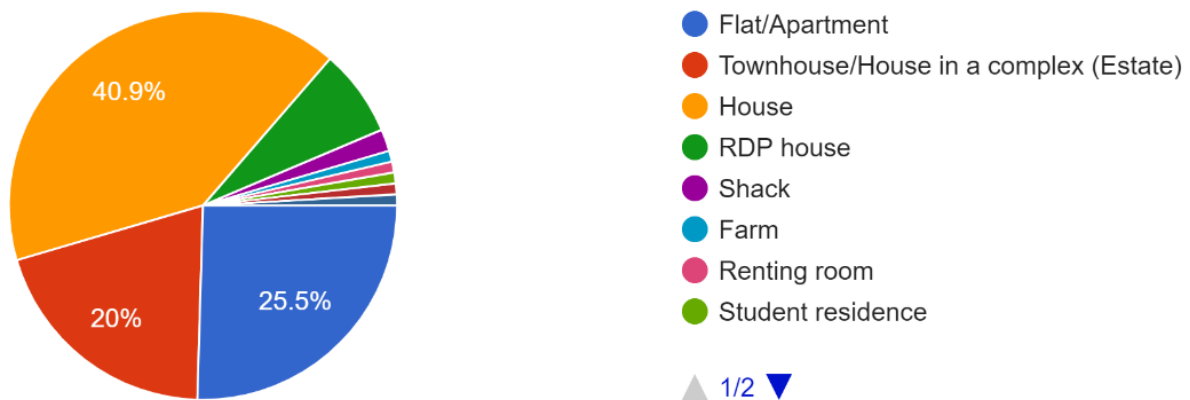 40.9%
20%
25.5%
Flat/Apartment
Townhouse/House in a complex (Estate)
House
RDP house
Shack
Farm
Renting room
Student residence
1/2